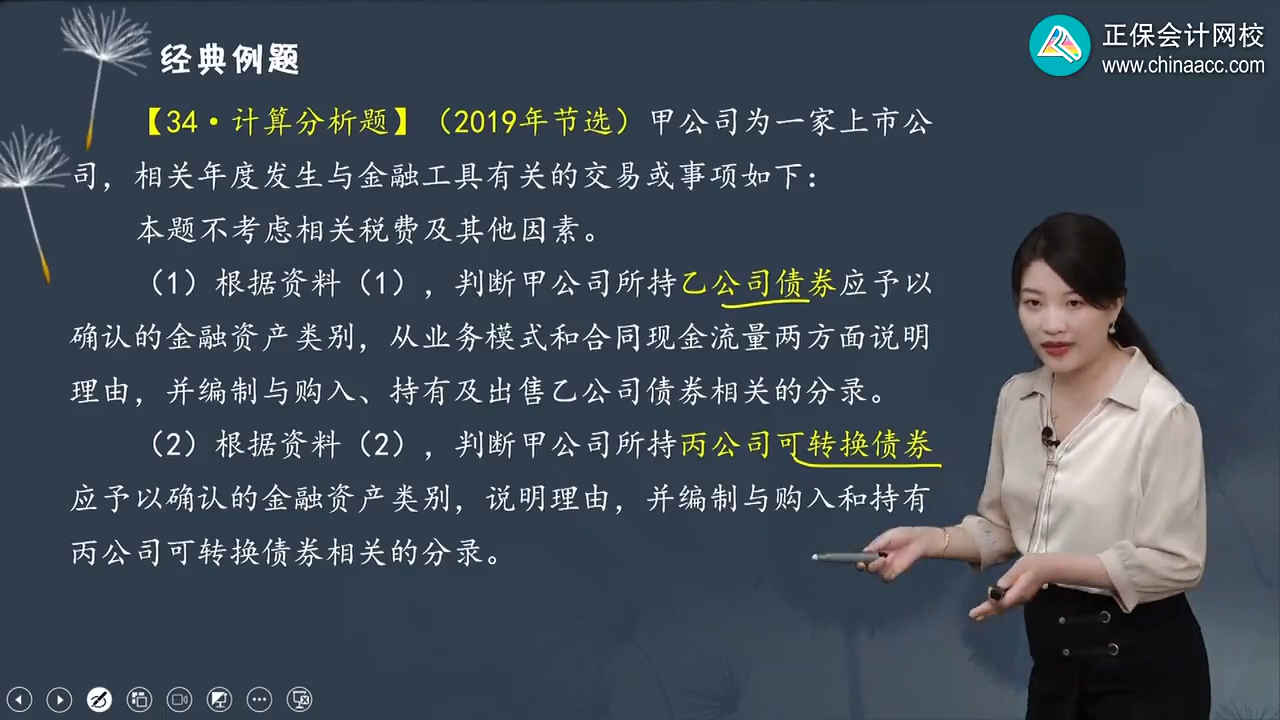 经典例题
正保会计网校
www.chinaacc.com
【34·计算分析题】(2019年节选)甲公司为一家上市公
司,相关年度发生与金融工具有关的交易或事项如下:
本题不考虑相关税费及其他因素。
(1)根据资料(1),判断甲公司所持乙公司债券应予以
确认的金融资产类别,从业务模式和合同现金流量两方面说明
理由,并编制与购入、持有及出售乙公司债券相关的分录。
(2)根据资料(2),判断甲公司所持丙公司可转换债券
应予以确认的金融资产类别,说明理由,并编制与购入和持有
丙公司可转换债券相关的分录。